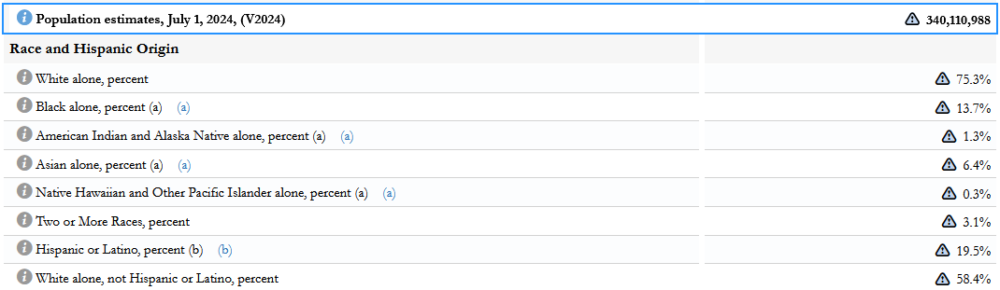 Population estimates, July 1, 2024, (V2024) 340,110,988
Race and Hispanic Origin
White alone, percent 75.3%
Black alone, percent (a) (a) 13.7%
American Indian and Alaska Native alone, percent (a) (a) 1.3%
Asian alone, percent (a) (a) 6.4%
Native Hawaiian and Other Pacific Islander alone, percent (a) (a) 0.3%
Two or More Races, percent 3.1%
Hispanic or Latino, percent (b) (b) 19.5%
White alone, not Hispanic or Latino, percent 58.4%